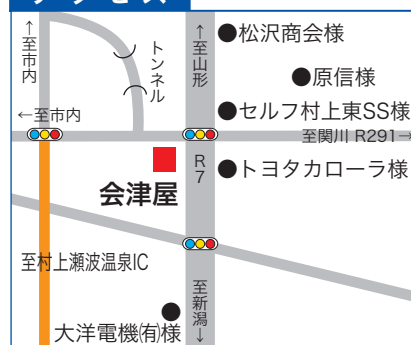 ←至市内
トンネル
↑至山形
●松沢商会様
●原信様
●セルフ村上東SS様
←至市内
至関川 R291→
R7
●トヨタカローラ様
会津屋
至村上瀬波温泉IC
至新潟↓
●
大洋電機㈲様